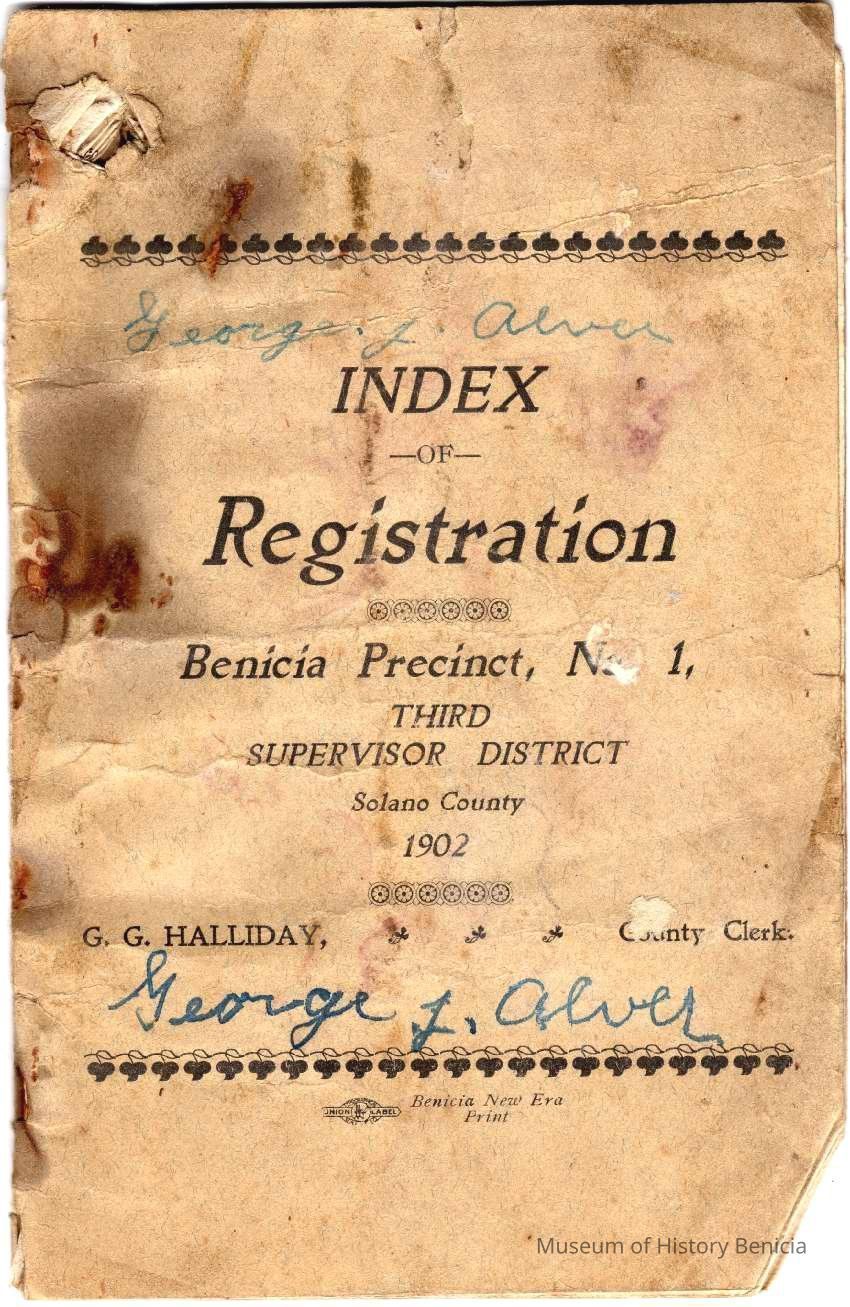 George. J. Alver
INDEX
—OF—
Registration
Benicia Precinct, No. 1,
THIRD
SUPERVISOR DISTRICT
Solano County
1902
G. G. HALLIDAY, County Clerk.
George J. Alver
UNION LABEL
Benicia New Era
Print
Museum of History Benicia